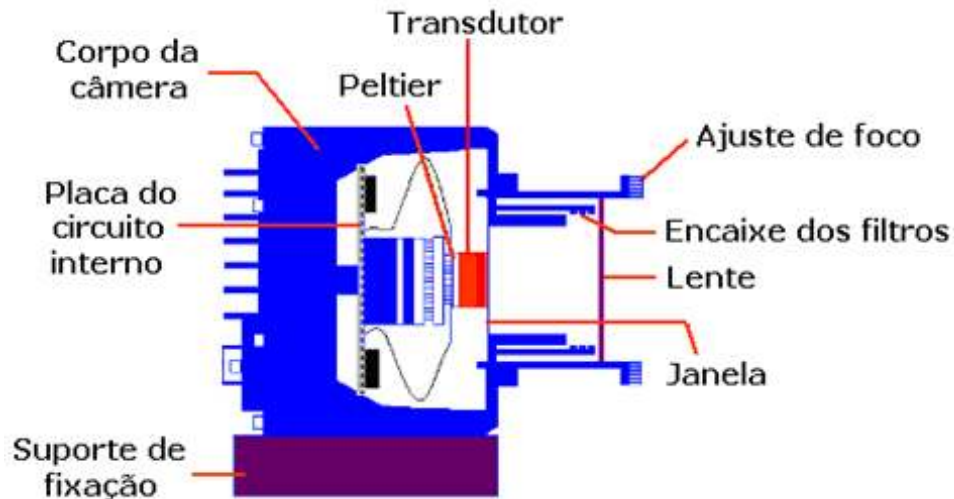 Transdutor
Corpo da
câmera
Peltier
Ajuste de foco
Placa do
circuito
interno
Encaixe dos filtros
Lente
Janela
Suporte de
fixação